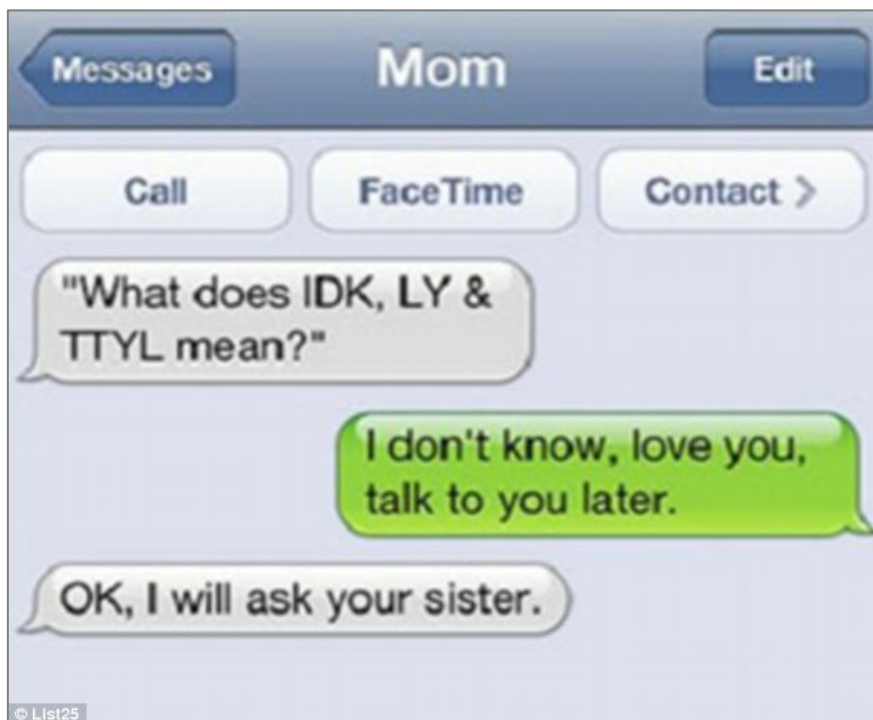 Messages
Mom
Edit
Call
FaceTime
Contact >
"What does IDK, LY &
TTYL mean?"
I don't know, love you,
talk to you later.
OK, I will ask your sister.
© List25